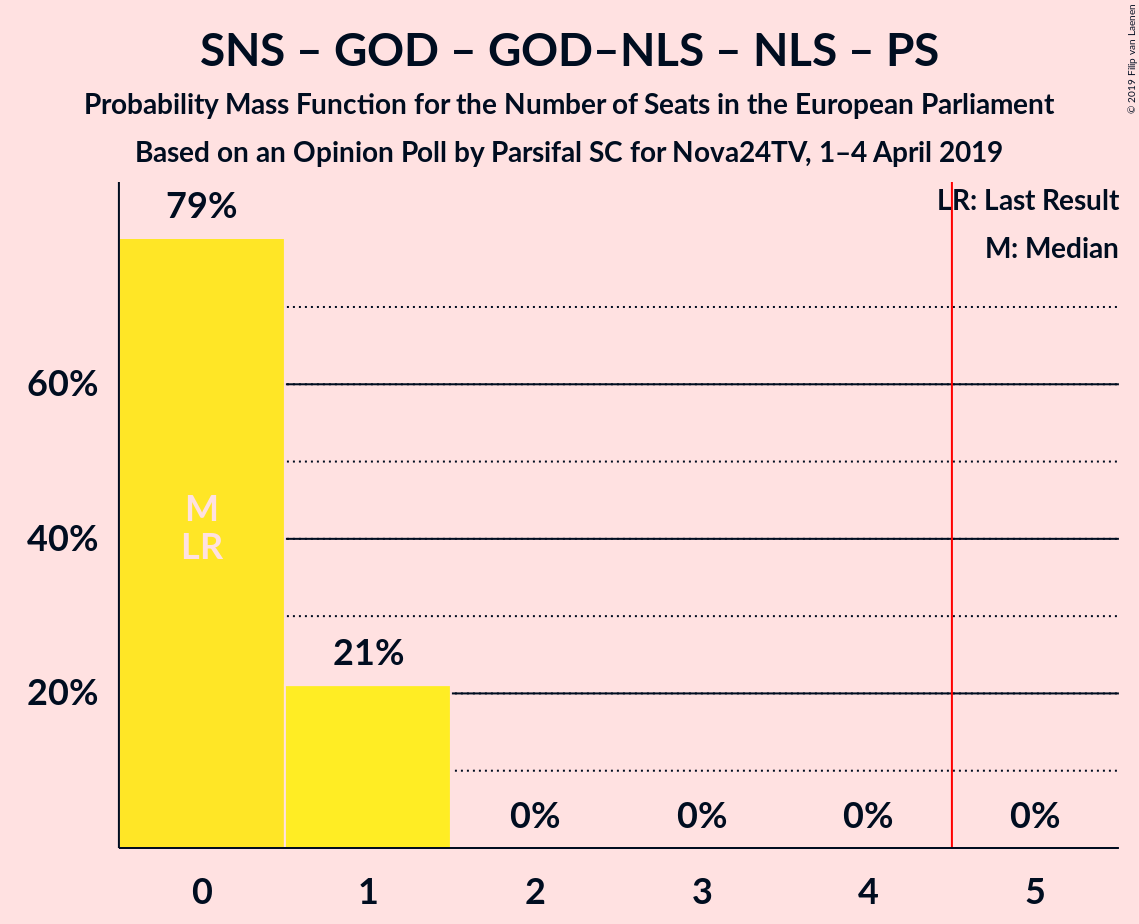 SNS – GOD – GOD–NLS – NLS – PS
Probability Mass Function for the Number of Seats in the European Parliament
Based on an Opinion Poll by Parsifal SC for Nova24TV, 1–4 April 2019
© 2019 Filip van Laenen
LR: Last Result
M: Median
79%
60%
40%
20%
M
LR
21%
0%
0%
0%
0%
0
1
2
3
4
5